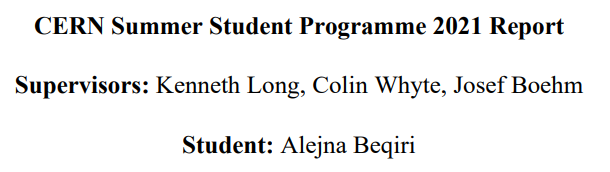 CERN Summer Student Programme 2021 Report
Supervisors: Kenneth Long, Colin Whyte, Josef Boehm
Student: Alejna Beqiri